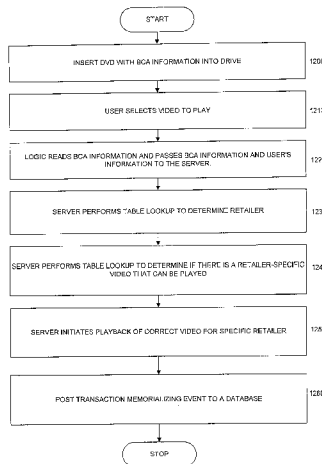 START
INSERT DVD WITH BCA INFORMATION INTO DRIVE
USER SELECTS VIDEO TO PLAY
LOGIC READS BCA INFORMATION AND PASSES BCA INFORMATION AND USER'S
INFORMATION TO THE SERVER.
SERVER PERFORMS TABLE LOOKUP TO DETERMINE RETAILER
SERVER PERFORMS TABLE LOOKUP TO DETERMINE IF THERE IS A RETAILER-SPECIFIC
VIDEO THAT CAN BE PLAYED
SERVER INITIATES PLAYBACK OF CORRECT VIDEO FOR SPECIFIC RETAILER
1260
POST TRANSACTION MEMORIALIZING EVENT TO A DATABASE
STOP